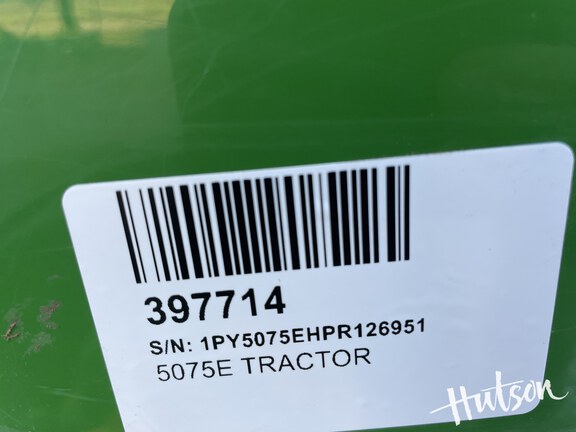 397714
S/N: 1PY5075EHPR126951
5075E TRACTOR
Hutson